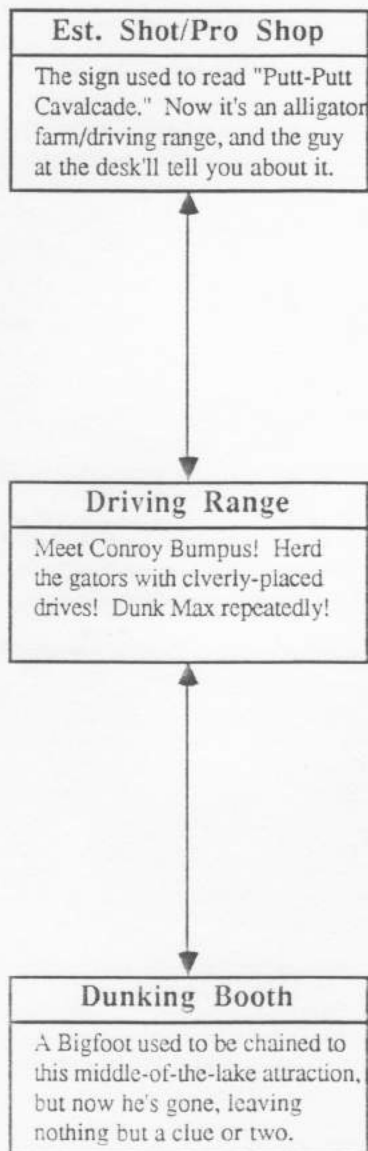 Est. Shot/Pro Shop
The sign used to read "Putt-Putt
Cavalcade." Now it's an alligator
farm/driving range, and the guy
at the desk'll tell you about it.
Driving Range
Meet Conroy Bumpus! Herd
the gators with clverly-placed
drives! Dunk Max repeatedly!
Dunking Booth
A Bigfoot used to be chained to
this middle-of-the-lake attraction,
but now he's gone, leaving
nothing but a clue or two.